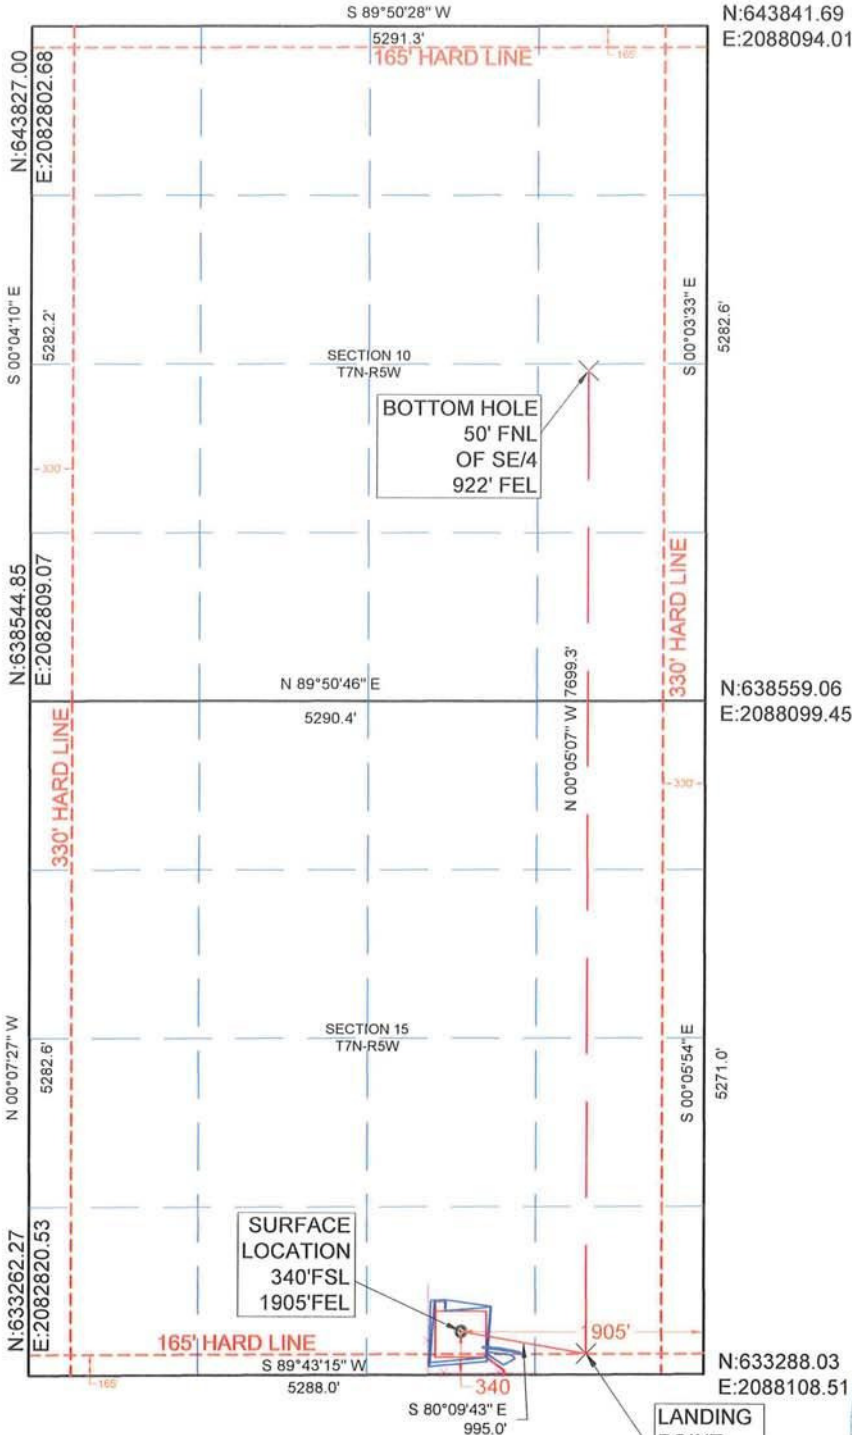 S 89°50'28" W
N:643841.69
E:2088094.01
5291.3'
165' HARD LINE
165'
N:643827.00
E:2082802.68
S 00°04'10" E
5282.2'
SECTION 10
T7N-R5W
S 00°03'33" E
5282.6'
BOTTOM HOLE
50' FNL
OF SE/4
922' FEL
330'
330' HARD LINE
N:638544.85
E:2082809.07
N 89°50'46" E
5290.4'
N 00°05'07" W 7699.3'
N:638559.06
E:2088099.45
330' HARD LINE
330'
N 00°07'27" W
5282.6'
SECTION 15
T7N-R5W
S 00°05'54" E
5271.0'
SURFACE
LOCATION
340'FSL
1905'FEL
1905'
N:633262.27
E:2082820.53
165' HARD LINE
S 89°43'15" W
165'
5288.0'
340
N:633288.03
E:2088108.51
S 80°09'43" E
995.0'
LANDING